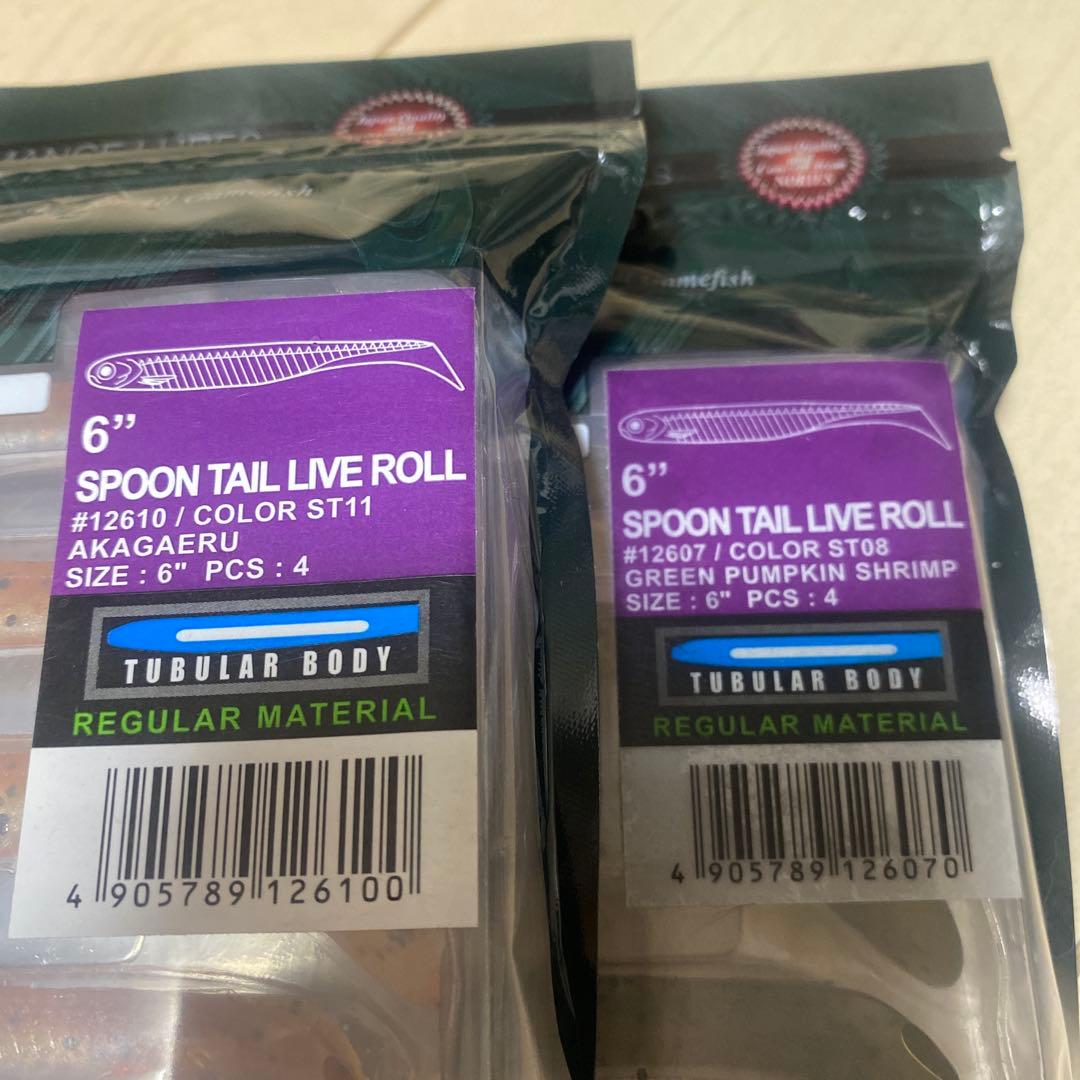 Gamefish
6”
SPOON TAIL LIVE ROLL
#12610 / COLOR ST11
AKAGAERU
SIZE : 6" PCS : 4
TUBULAR BODY
REGULAR MATERIAL
4 905789 126100
6”
SPOON TAIL LIVE ROLL
#12607 / COLOR ST08
GREEN PUMPKIN SHRIMP
SIZE : 6" PCS : 4
TUBULAR BODY
REGULAR MATERIAL
4 905789 126070